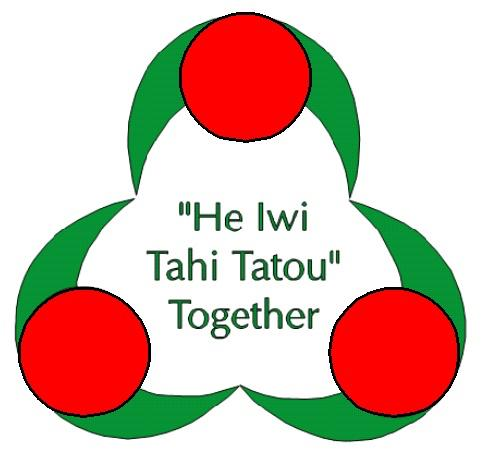 "He Iwi
Tahi Tatou"
Together